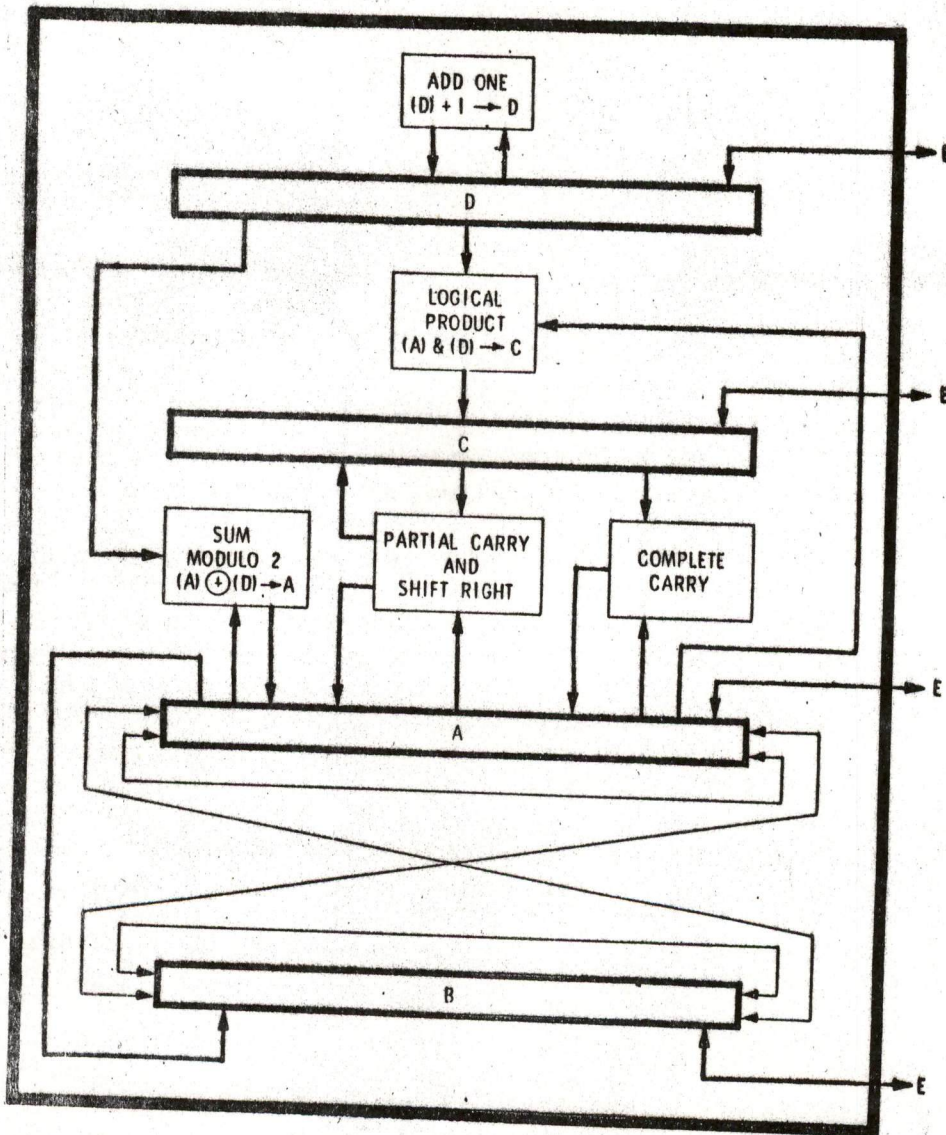 ADD ONE
(D) + 1 → D
E
D
LOGICAL
PRODUCT
(A) & (D) → C
E
C
SUM
MODULO 2
(A) ⊕ (D) → A
PARTIAL CARRY
AND
SHIFT RIGHT
COMPLETE
CARRY
E
A
B
E